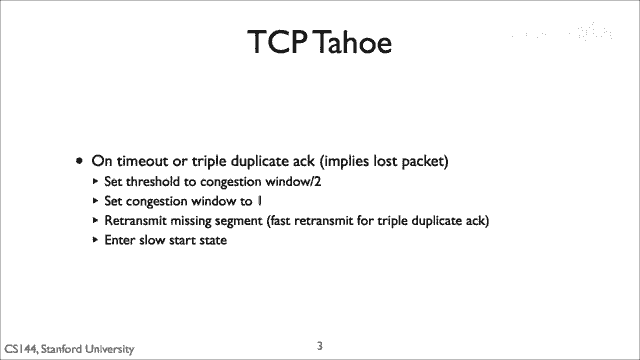 TCP Tahoe
• On timeout or triple duplicate ack (implies lost packet)
‣ Set threshold to congestion window/2
‣ Set congestion window to 1
‣ Retransmit missing segment (fast retransmit for triple duplicate ack)
‣ Enter slow start state
CS144, Stanford University
3